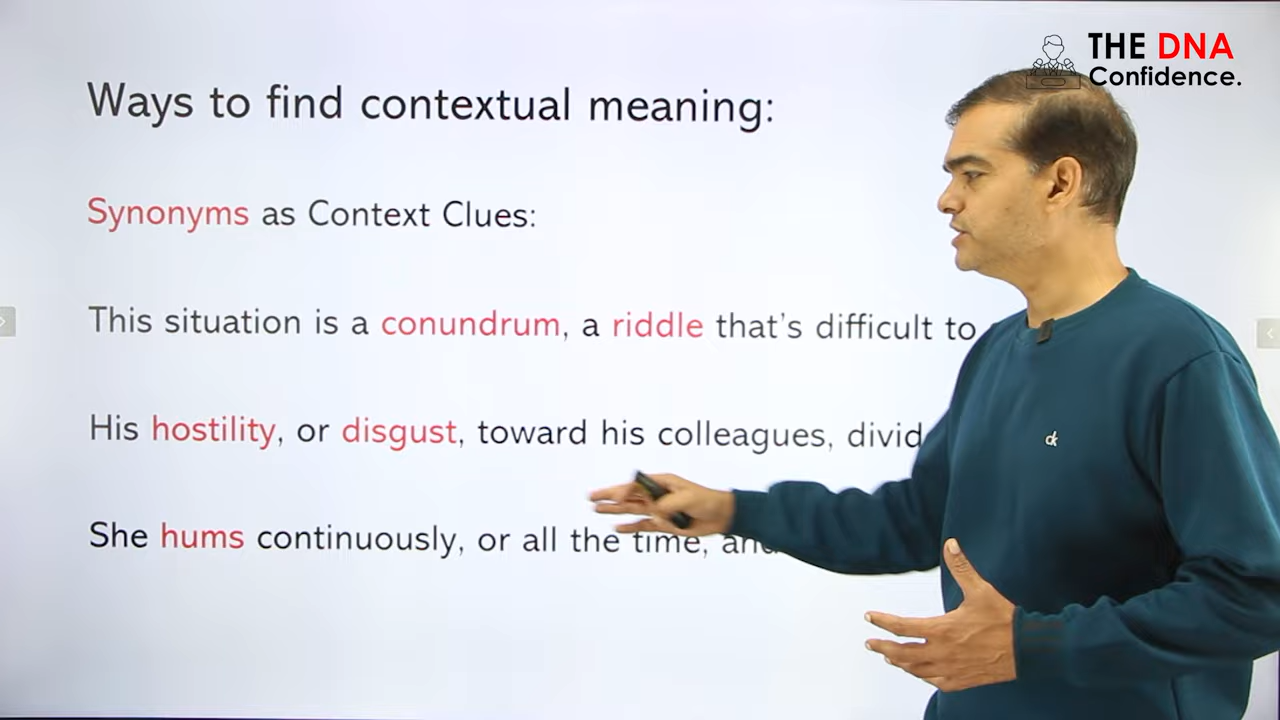 THE DNA
Confidence.
Ways to find contextual meaning:
Synonyms as Context Clues:
This situation is a conundrum, a riddle that's difficult to
His hostility, or disgust, toward his colleagues, divid
She hums continuously, or all the time, and
ck